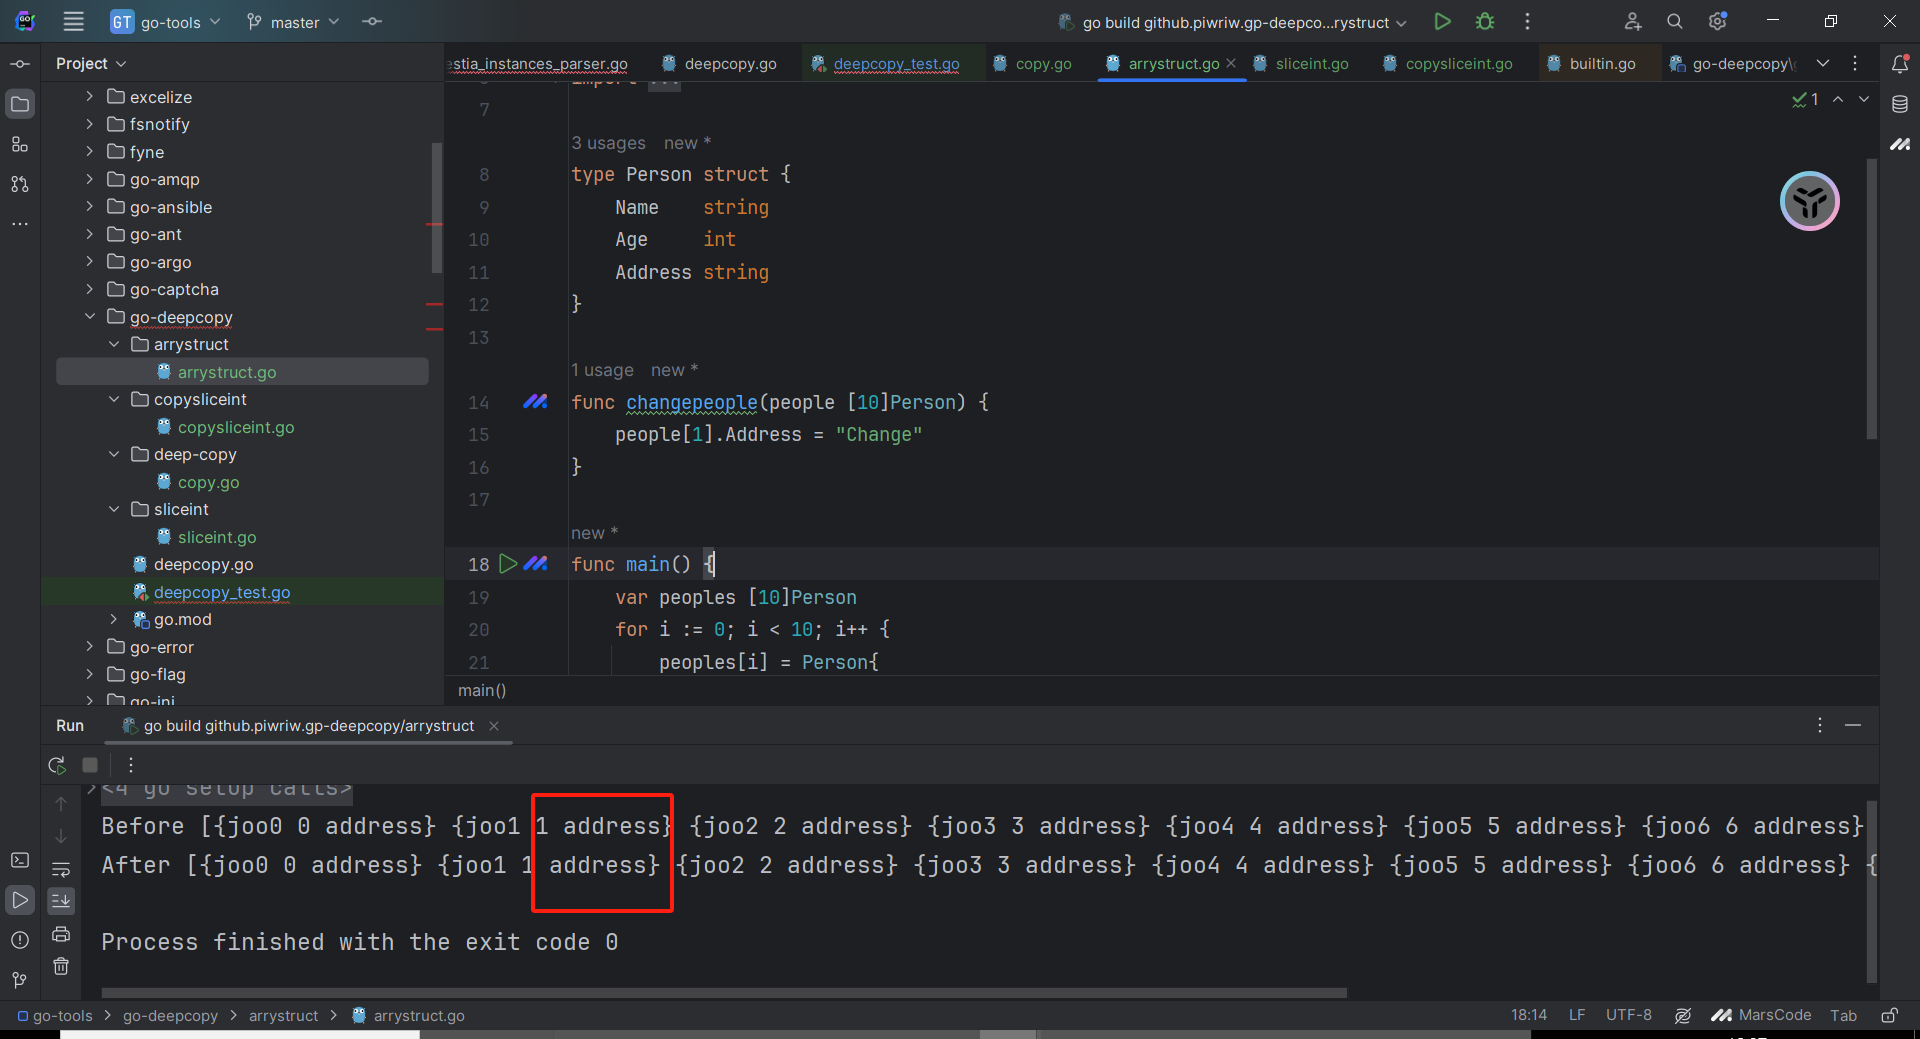 GT go-tools master go build github.piwriw.gp-deepco...rystruct
Project
estia_instances_parser.go deepcopy.go deepcopy_test.go copy.go arrystruct.go sliceint.go copysliceint.go builtin.go go-deepcopy\
excelize
fsnotify
fyne
go-amqp
go-ansible
go-ant
go-argo
go-captcha
go-deepcopy
arrystruct
arrystruct.go
copysliceint
copysliceint.go
deep-copy
copy.go
sliceint
sliceint.go
deepcopy.go
deepcopy_test.go
go.mod
go-error
go-flag
go-ini
import ...
1
7
3 usages new *
8 type Person struct {
9 Name string
10 Age int
11 Address string
12 }
13
1 usage new *
14 func changepeople(people [10]Person) {
15 people[1].Address = "Change"
16 }
17
new *
18 func main() {
19 var peoples [10]Person
20 for i := 0; i < 10; i++ {
21 peoples[i] = Person{
main()
Run go build github.piwriw.gp-deepcopy/arrystruct
<4 go setup calls>
Before [{joo0 0 address} {joo1 1 address} {joo2 2 address} {joo3 3 address} {joo4 4 address} {joo5 5 address} {joo6 6 address}
After [{joo0 0 address} {joo1 1 address} {joo2 2 address} {joo3 3 address} {joo4 4 address} {joo5 5 address} {joo6 6 address} {
Process finished with the exit code 0
go-tools > go-deepcopy > arrystruct > arrystruct.go 18:14 LF UTF-8 MarsCode Tab